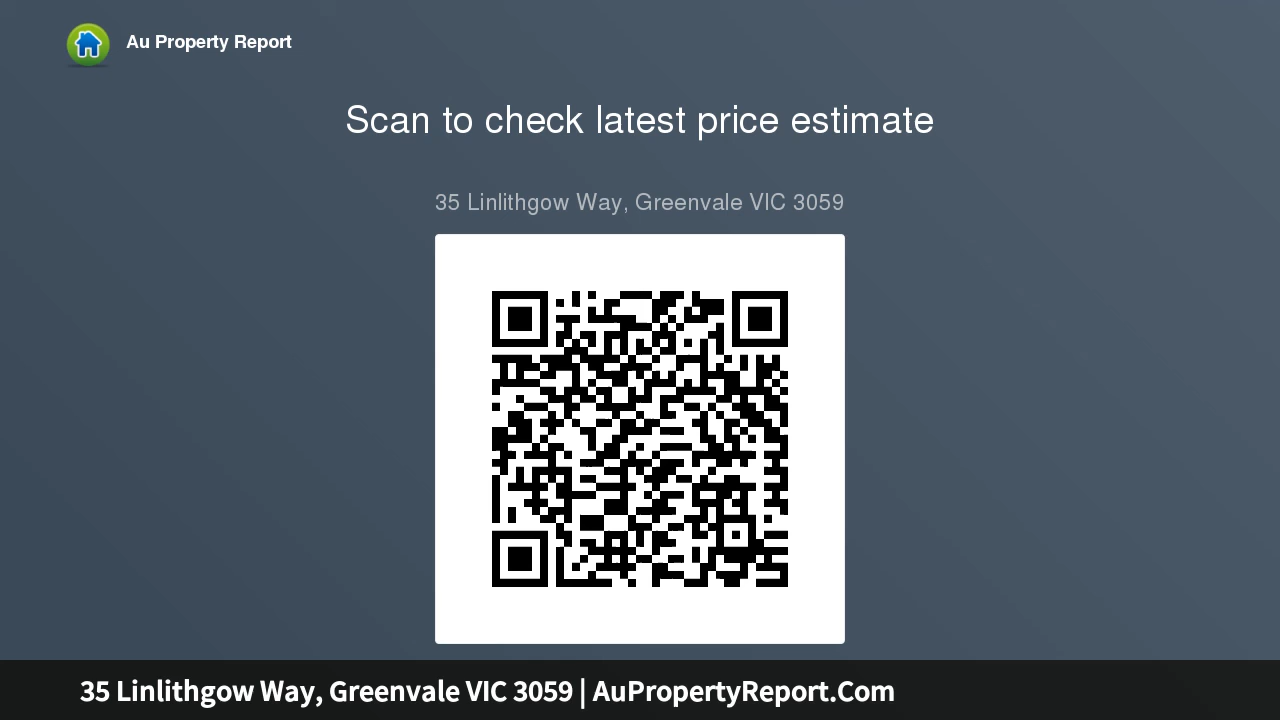 Au Property Report
Scan to check latest price estimate
35 Linlithgow Way, Greenvale VIC 3059
35 Linlithgow Way, Greenvale VIC 3059 | AuPropertyReport.Com